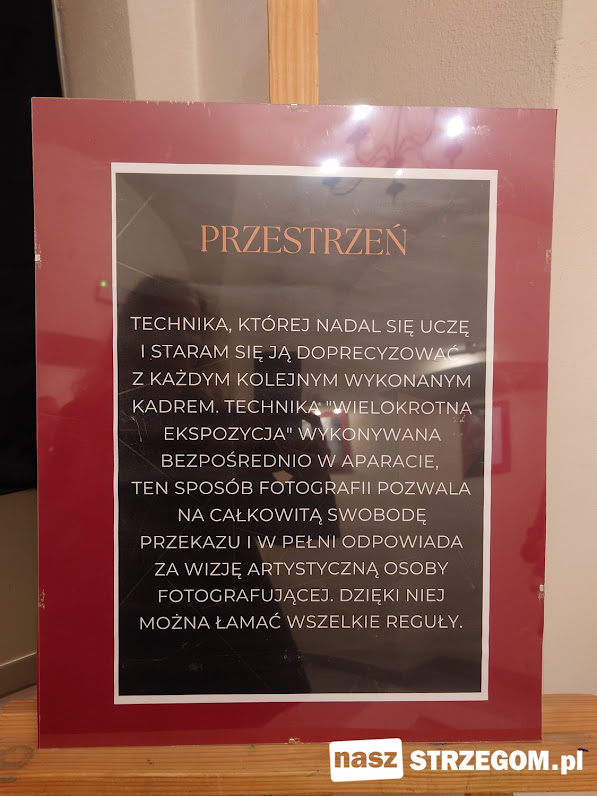 PRZESTRZEŃ
TECHNIKA, KTÓREJ NADAL SIĘ UCZĘ
I STARAM SIĘ JĄ DOPRECYZOWAĆ
Z KAŻDYM KOLEJNYM WYKONANYM
KADREM. TECHNIKA "WIELOKROTNA
EKSPOZYCJA" WYKONYWANA
BEZPOŚREDNIO W APARACIE,
TEN SPOSÓB FOTOGRAFII POZWALA
NA CAŁKOWITĄ SWOBODĘ
PRZEKAZU I W PEŁNI ODPOWIADA
ZA WIZJĘ ARTYSTYCZNĄ OSOBY
FOTOGRAFUJĄCEJ. DZIĘKI NIEJ
MOŻNA ŁAMAĆ WSZELKIE REGUŁY.
nasz STRZEGOM.pl